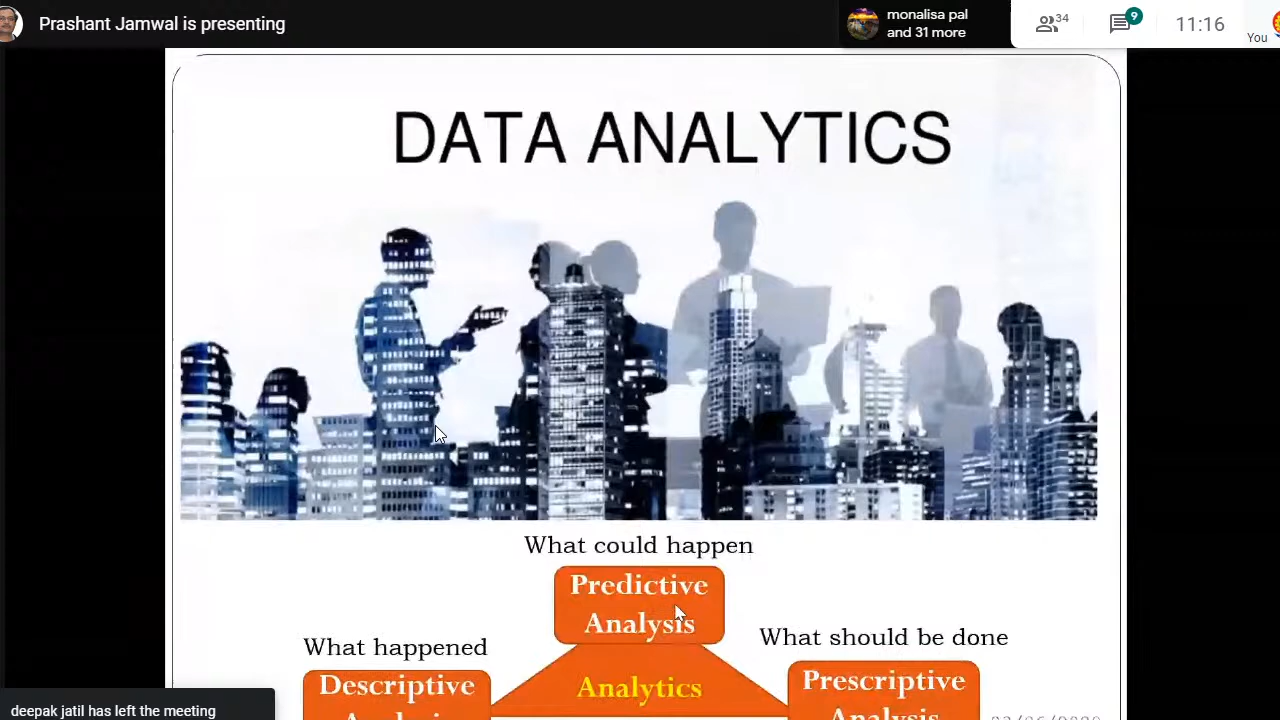 Prashant Jamwal is presenting
monalisa pal
and 31 more
34
9
11:16
You
DATA ANALYTICS
What could happen
Predictive
Analysis
What happened
What should be done
Descriptive
Analytics
Prescriptive
Analysis
deepak jatil has left the meeting